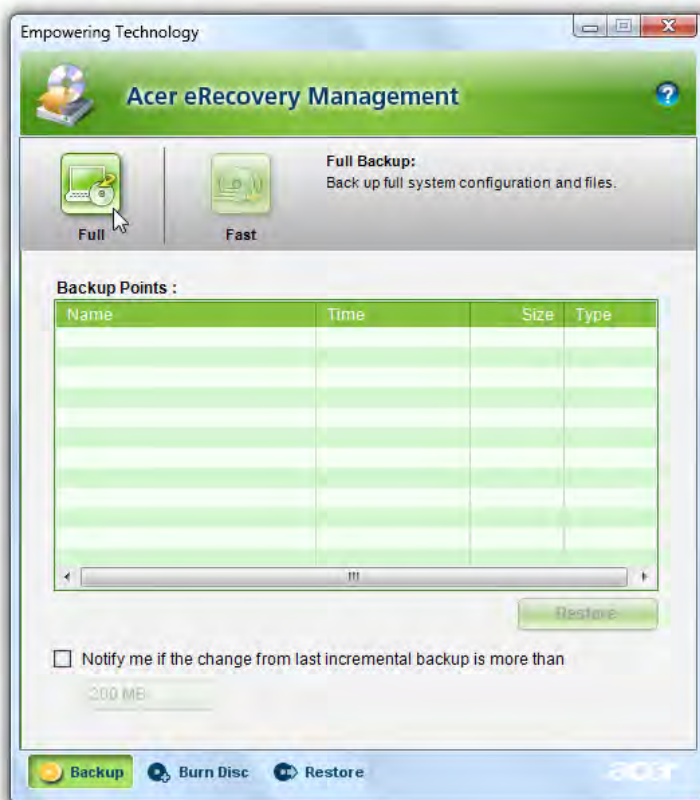 Empowering Technology
Acer eRecovery Management
Full Backup:
Back up full system configuration and files.
Full
Fast
Backup Points :
Name Time Size Type
Restore
Notify me if the change from last incremental backup is more than
200 MB
Backup Burn Disc Restore
acer